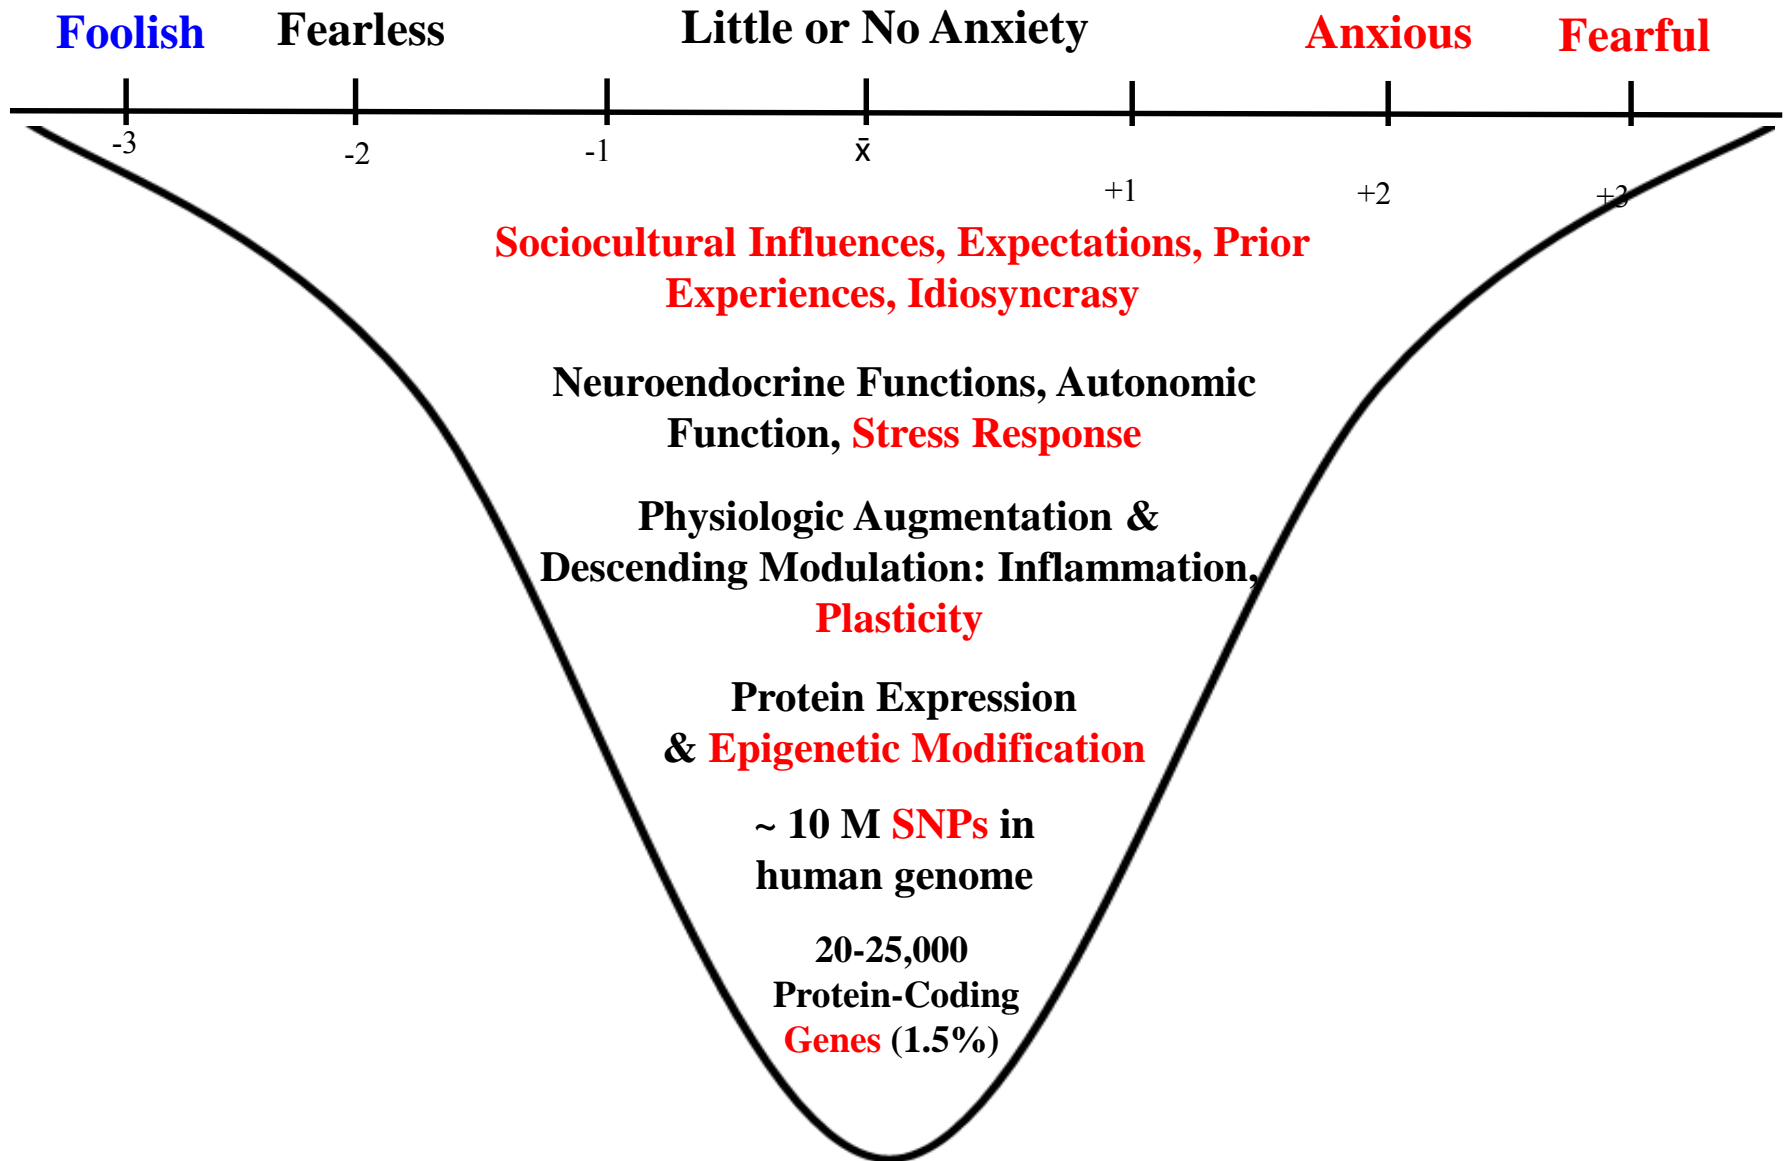 Foolish Fearless Little or No Anxiety Anxious Fearful
-3 -2 -1 x̄ +1 +2 +3
Sociocultural Influences, Expectations, Prior
Experiences, Idiosyncrasy
Neuroendocrine Functions, Autonomic
Function, Stress Response
Physiologic Augmentation &
Descending Modulation: Inflammation,
Plasticity
Protein Expression
& Epigenetic Modification
~ 10 M SNPs in
human genome
20-25,000
Protein-Coding
Genes (1.5%)